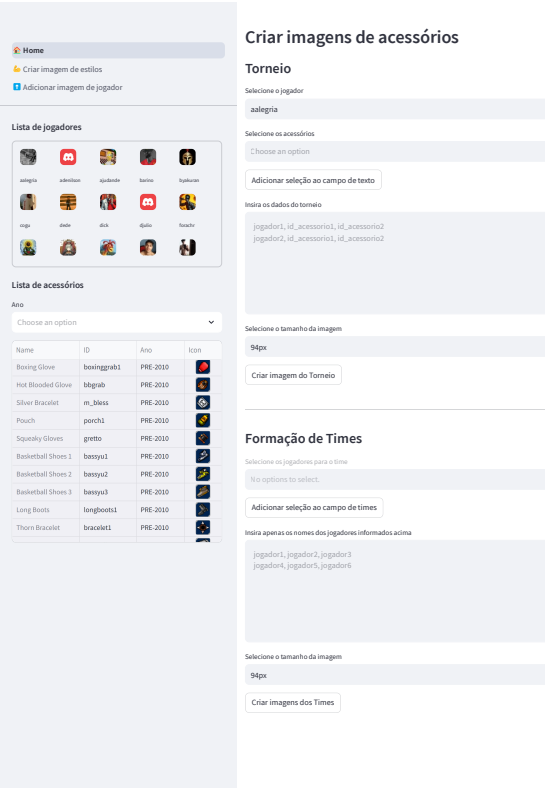 Home
Criar imagem de estilos
Adicionar imagem de jogador
Lista de jogadores
aalegria adenilson ajudande barino byakuran
cogu dede dick djulio fusachr
Lista de acessórios
Ano
Choose an option
Name ID Ano Icon
Boxing Glove boxinggrab1 PRE-2010
Hot Blooded Glove bbgrab PRE-2010
Silver Bracelet m_bless PRE-2010
Pouch porch1 PRE-2010
Squeaky Gloves gretto PRE-2010
Basketball Shoes 1 bassyu1 PRE-2010
Basketball Shoes 2 bassyu2 PRE-2010
Basketball Shoes 3 bassyu3 PRE-2010
Long Boots longboots1 PRE-2010
Thorn Bracelet bracelet1 PRE-2010
Criar imagens de acessórios
Torneio
Selecione o jogador
aalegria
Selecione os acessórios
Choose an option
Adicionar seleção ao campo de texto
Insira os dados do torneio
jogador1, id_acessorio1, id_acessorio2
jogador2, id_acessorio1, id_acessorio2
Selecione o tamanho da imagem
94px
Criar imagem do Torneio
Formação de Times
Selecione os jogadores para o time
No options to select.
Adicionar seleção ao campo de times
Insira apenas os nomes dos jogadores informados acima
jogador1, jogador2, jogador3
jogador4, jogador5, jogador6
Selecione o tamanho da imagem
94px
Criar imagens dos Times